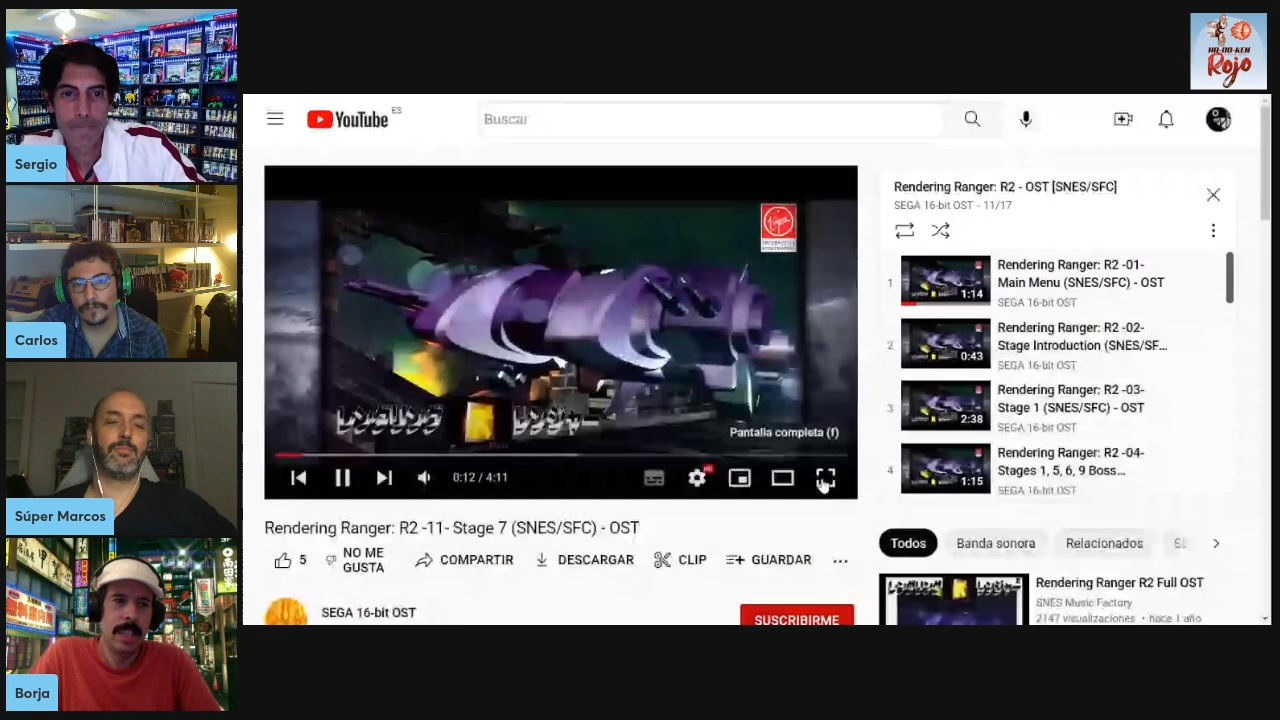 Sergio
Carlos
Súper Marcos
Borja
HA-DO-KEN
Rojo
YouTube ES
Buscar
Virgin
Pantalla completa (f)
0:12 / 4:11
HD
Rendering Ranger: R2 -11- Stage 7 (SNES/SFC) - OST
5
NO ME
GUSTA
COMPARTIR
DESCARGAR
CLIP
GUARDAR
SEGA 16-bit OST
SUSCRIBIRME
Rendering Ranger: R2 - OST [SNES/SFC]
SEGA 16-bit OST - 11/17
1
1:14
Rendering Ranger: R2 -01-
Main Menu (SNES/SFC) - OST
SEGA 16-bit OST
2
0:43
Rendering Ranger: R2 -02-
Stage Introduction (SNES/SF...
SEGA 16-bit OST
3
2:38
Rendering Ranger: R2 -03-
Stage 1 (SNES/SFC) - OST
SEGA 16-bit OST
4
1:15
Rendering Ranger: R2 -04-
Stages 1, 5, 6, 9 Boss...
SEGA 16-bit OST
Todos
Banda sonora
Relacionados
SE
Rendering Ranger R2 Full OST
SNES Music Factory
2147 visualizaciones • hace 1 año